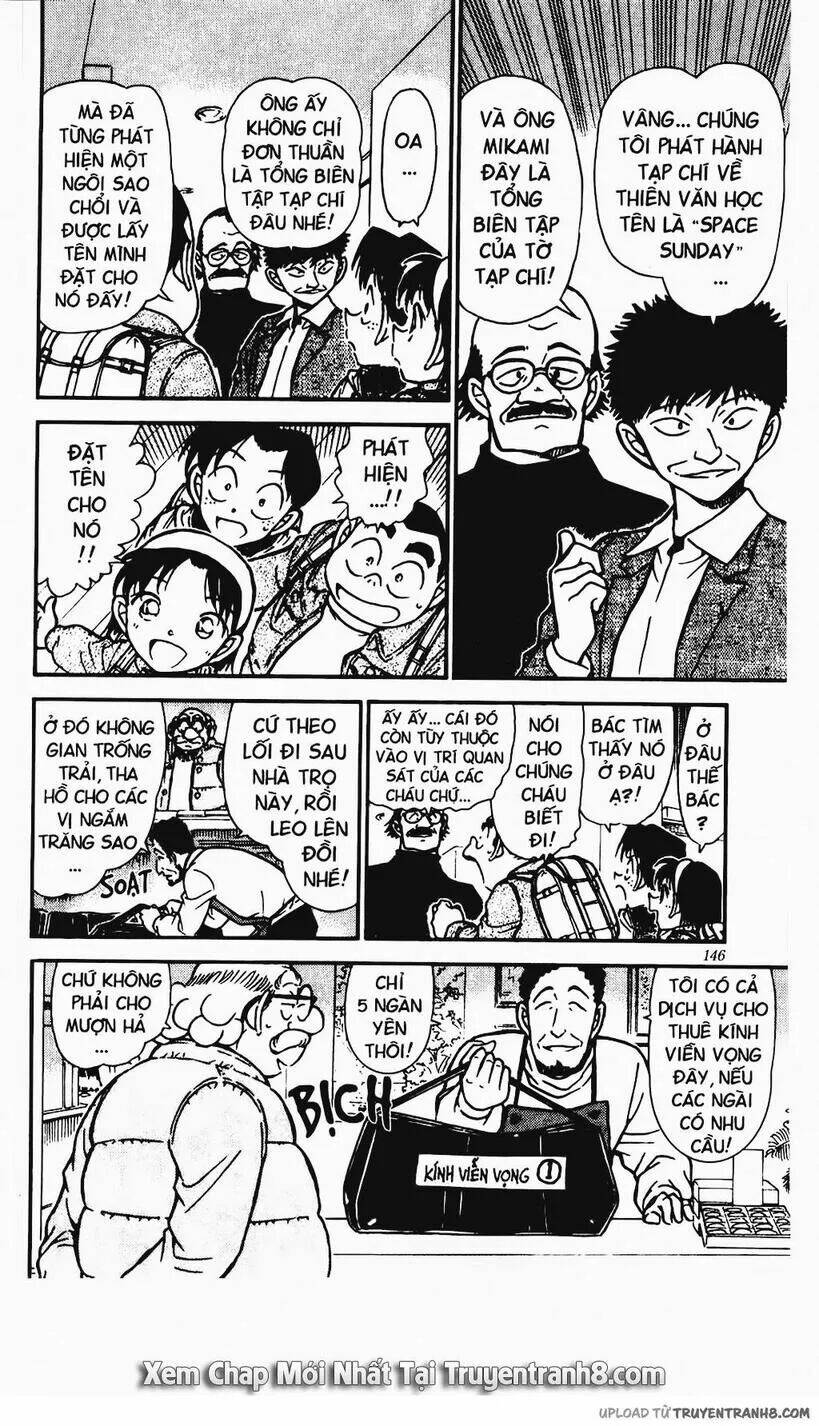 VÂNG... CHÚNG
TÔI PHÁT HÀNH
TẠP CHÍ VỀ
THIÊN VĂN HỌC
TÊN LÀ "SPACE
SUNDAY"
...
VÀ ÔNG
MIKAMI
ĐÂY LÀ
TỔNG
BIÊN TẬP
CỦA TỜ
TẠP CHÍ!
OA
...
ÔNG ẤY
KHÔNG CHỈ
ĐƠN THUẦN
LÀ TỔNG BIÊN
TẬP TẠP CHÍ
ĐÂU NHÉ!
MÀ ĐÃ
TỪNG PHÁT
HIỆN MỘT
NGÔI SAO
CHỔI VÀ
ĐƯỢC LẤY
TÊN MÌNH
ĐẶT CHO
NÓ ĐẤY!
PHÁT
HIỆN
...!!
ĐẶT
TÊN
CHO
NÓ
!!
Ở
ĐÂU
THẾ
BÁC
?
BÁC TÌM
THẤY NÓ
Ở ĐÂU
Ạ?!
NÓI
CHO
CHÚNG
CHÁU
BIẾT
ĐI!
ẤY ẤY... CÁI ĐÓ
CÒN TÙY THUỘC
VÀO VỊ TRÍ QUAN
SÁT CỦA CÁC
CHÁU CHỨ...
CỨ THEO
LỐI ĐI SAU
NHÀ TRỌ
NÀY, RỒI
LEO LÊN
ĐỒI
NHÉ!
Ở ĐÓ KHÔNG
GIAN TRỐNG
TRẢI, THA
HỒ CHO CÁC
VỊ NGẮM
TRĂNG SAO
...
SOẠT
146
TÔI CÓ CẢ
DỊCH VỤ CHO
THUÊ KÍNH
VIỄN VỌNG
ĐÂY, NẾU
CÁC NGÀI
CÓ NHU
CẦU!
CHỈ
5 NGÀN
YÊN
THÔI!
BỊCH
KÍNH VIỄN VỌNG 1
CHỨ KHÔNG
PHẢI CHO
MƯỢN HẢ
...
Xem Chap Mới Nhất Tại Truyentranh8.com
UPLOAD TỪ TRUYENTRANH8.COM